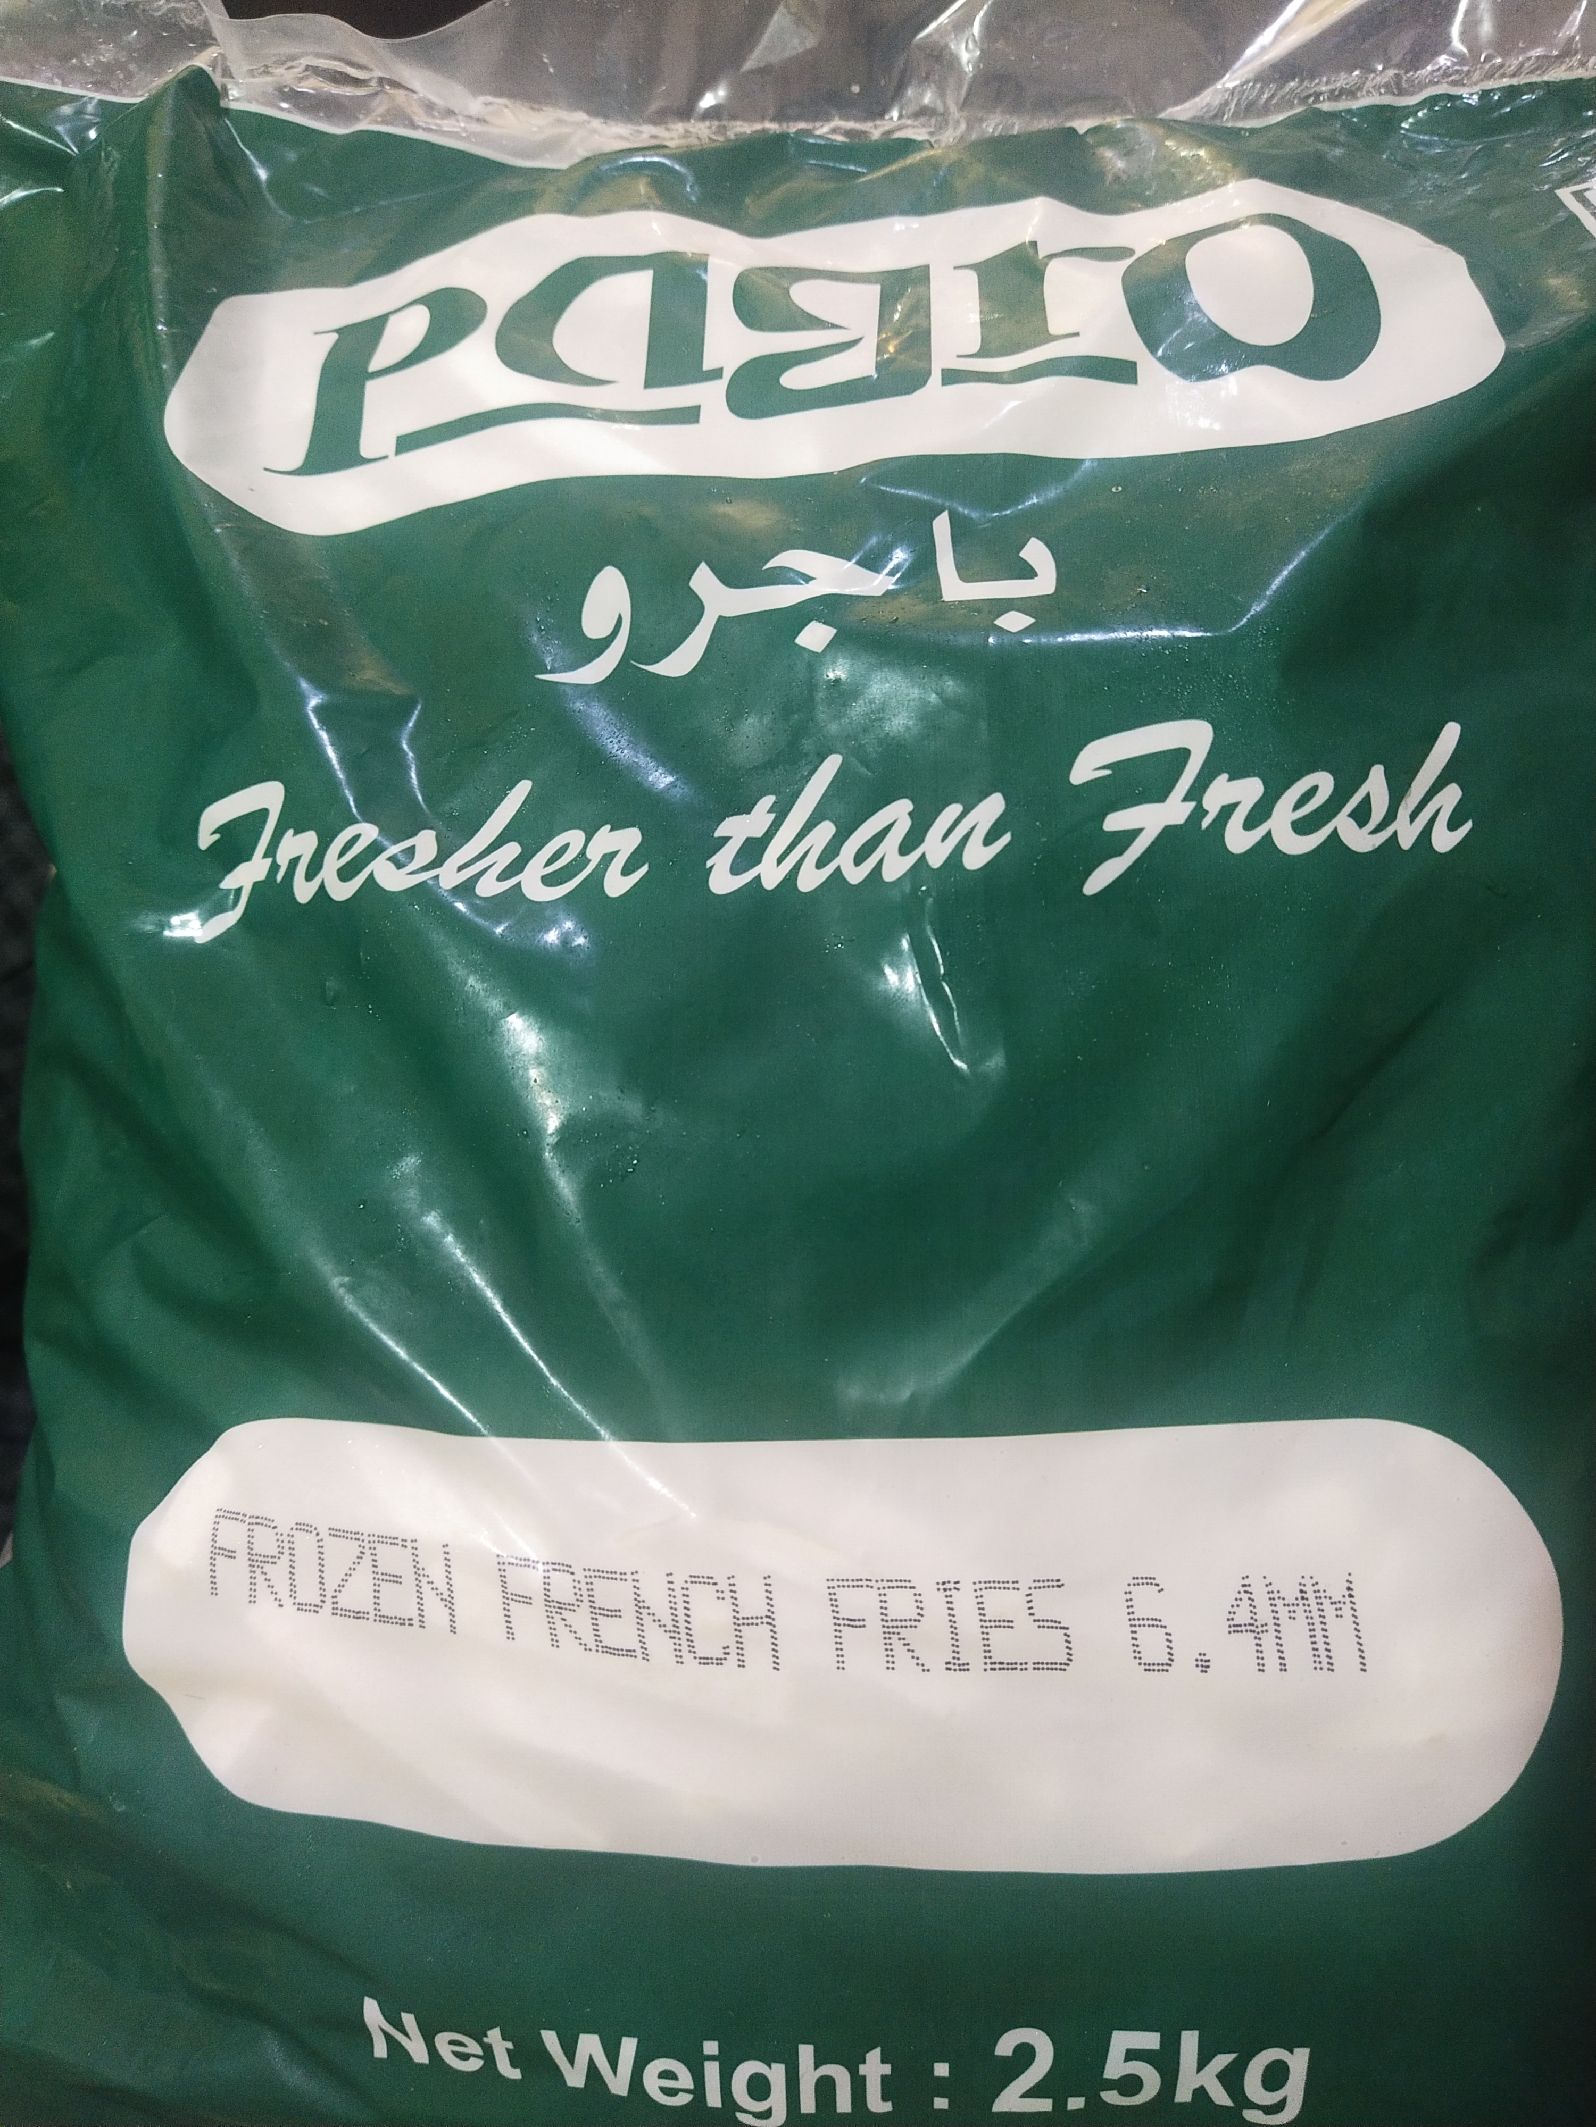 Pagro
باجرو
Fresher than Fresh
FROZEN FRENCH FRIES 6.4MM
Net Weight : 2.5kg